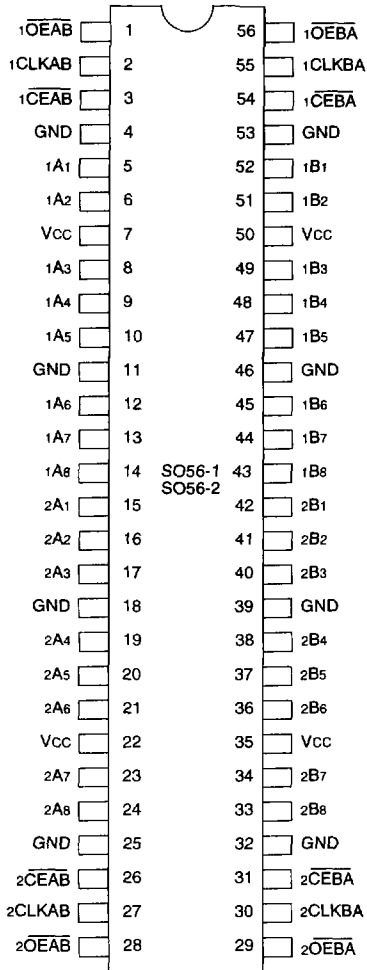 1OEAB 1 56 1OEBA
1CLKAB 2 55 1CLKBA
1CEAB 3 54 1CEBA
GND 4 53 GND
1A1 5 52 1B1
1A2 6 51 1B2
VCC 7 50 VCC
1A3 8 49 1B3
1A4 9 48 1B4
1A5 10 47 1B5
GND 11 46 GND
1A6 12 45 1B6
1A7 13 44 1B7
1A8 14 SO56-1 43 1B8
SO56-2
2A1 15 42 2B1
2A2 16 41 2B2
2A3 17 40 2B3
GND 18 39 GND
2A4 19 38 2B4
2A5 20 37 2B5
2A6 21 36 2B6
VCC 22 35 VCC
2A7 23 34 2B7
2A8 24 33 2B8
GND 25 32 GND
2CEAB 26 31 2CEBA
2CLKAB 27 30 2CLKBA
2OEAB 28 29 2OEBA